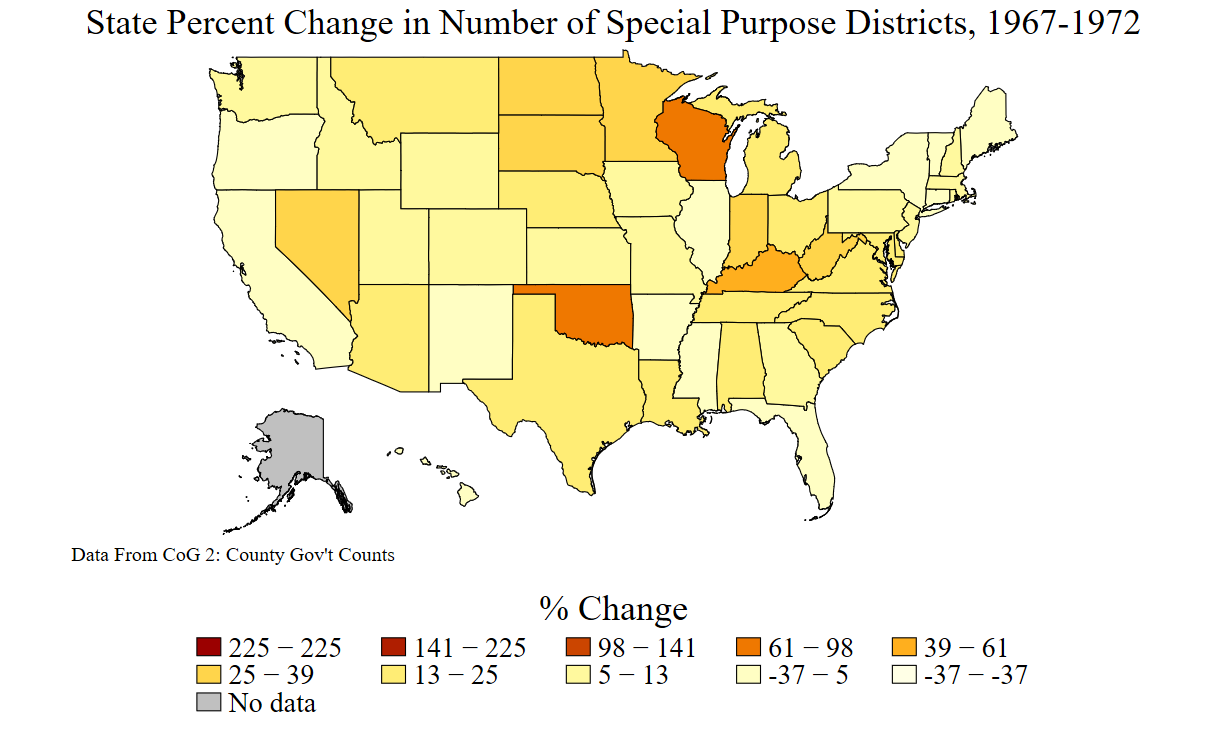 State Percent Change in Number of Special Purpose Districts, 1967-1972
Data From CoG 2: County Gov't Counts
% Change
225 − 225 141 − 225 98 − 141 61 − 98 39 − 61
25 − 39 13 − 25 5 − 13 -37 − 5 -37 − -37
No data